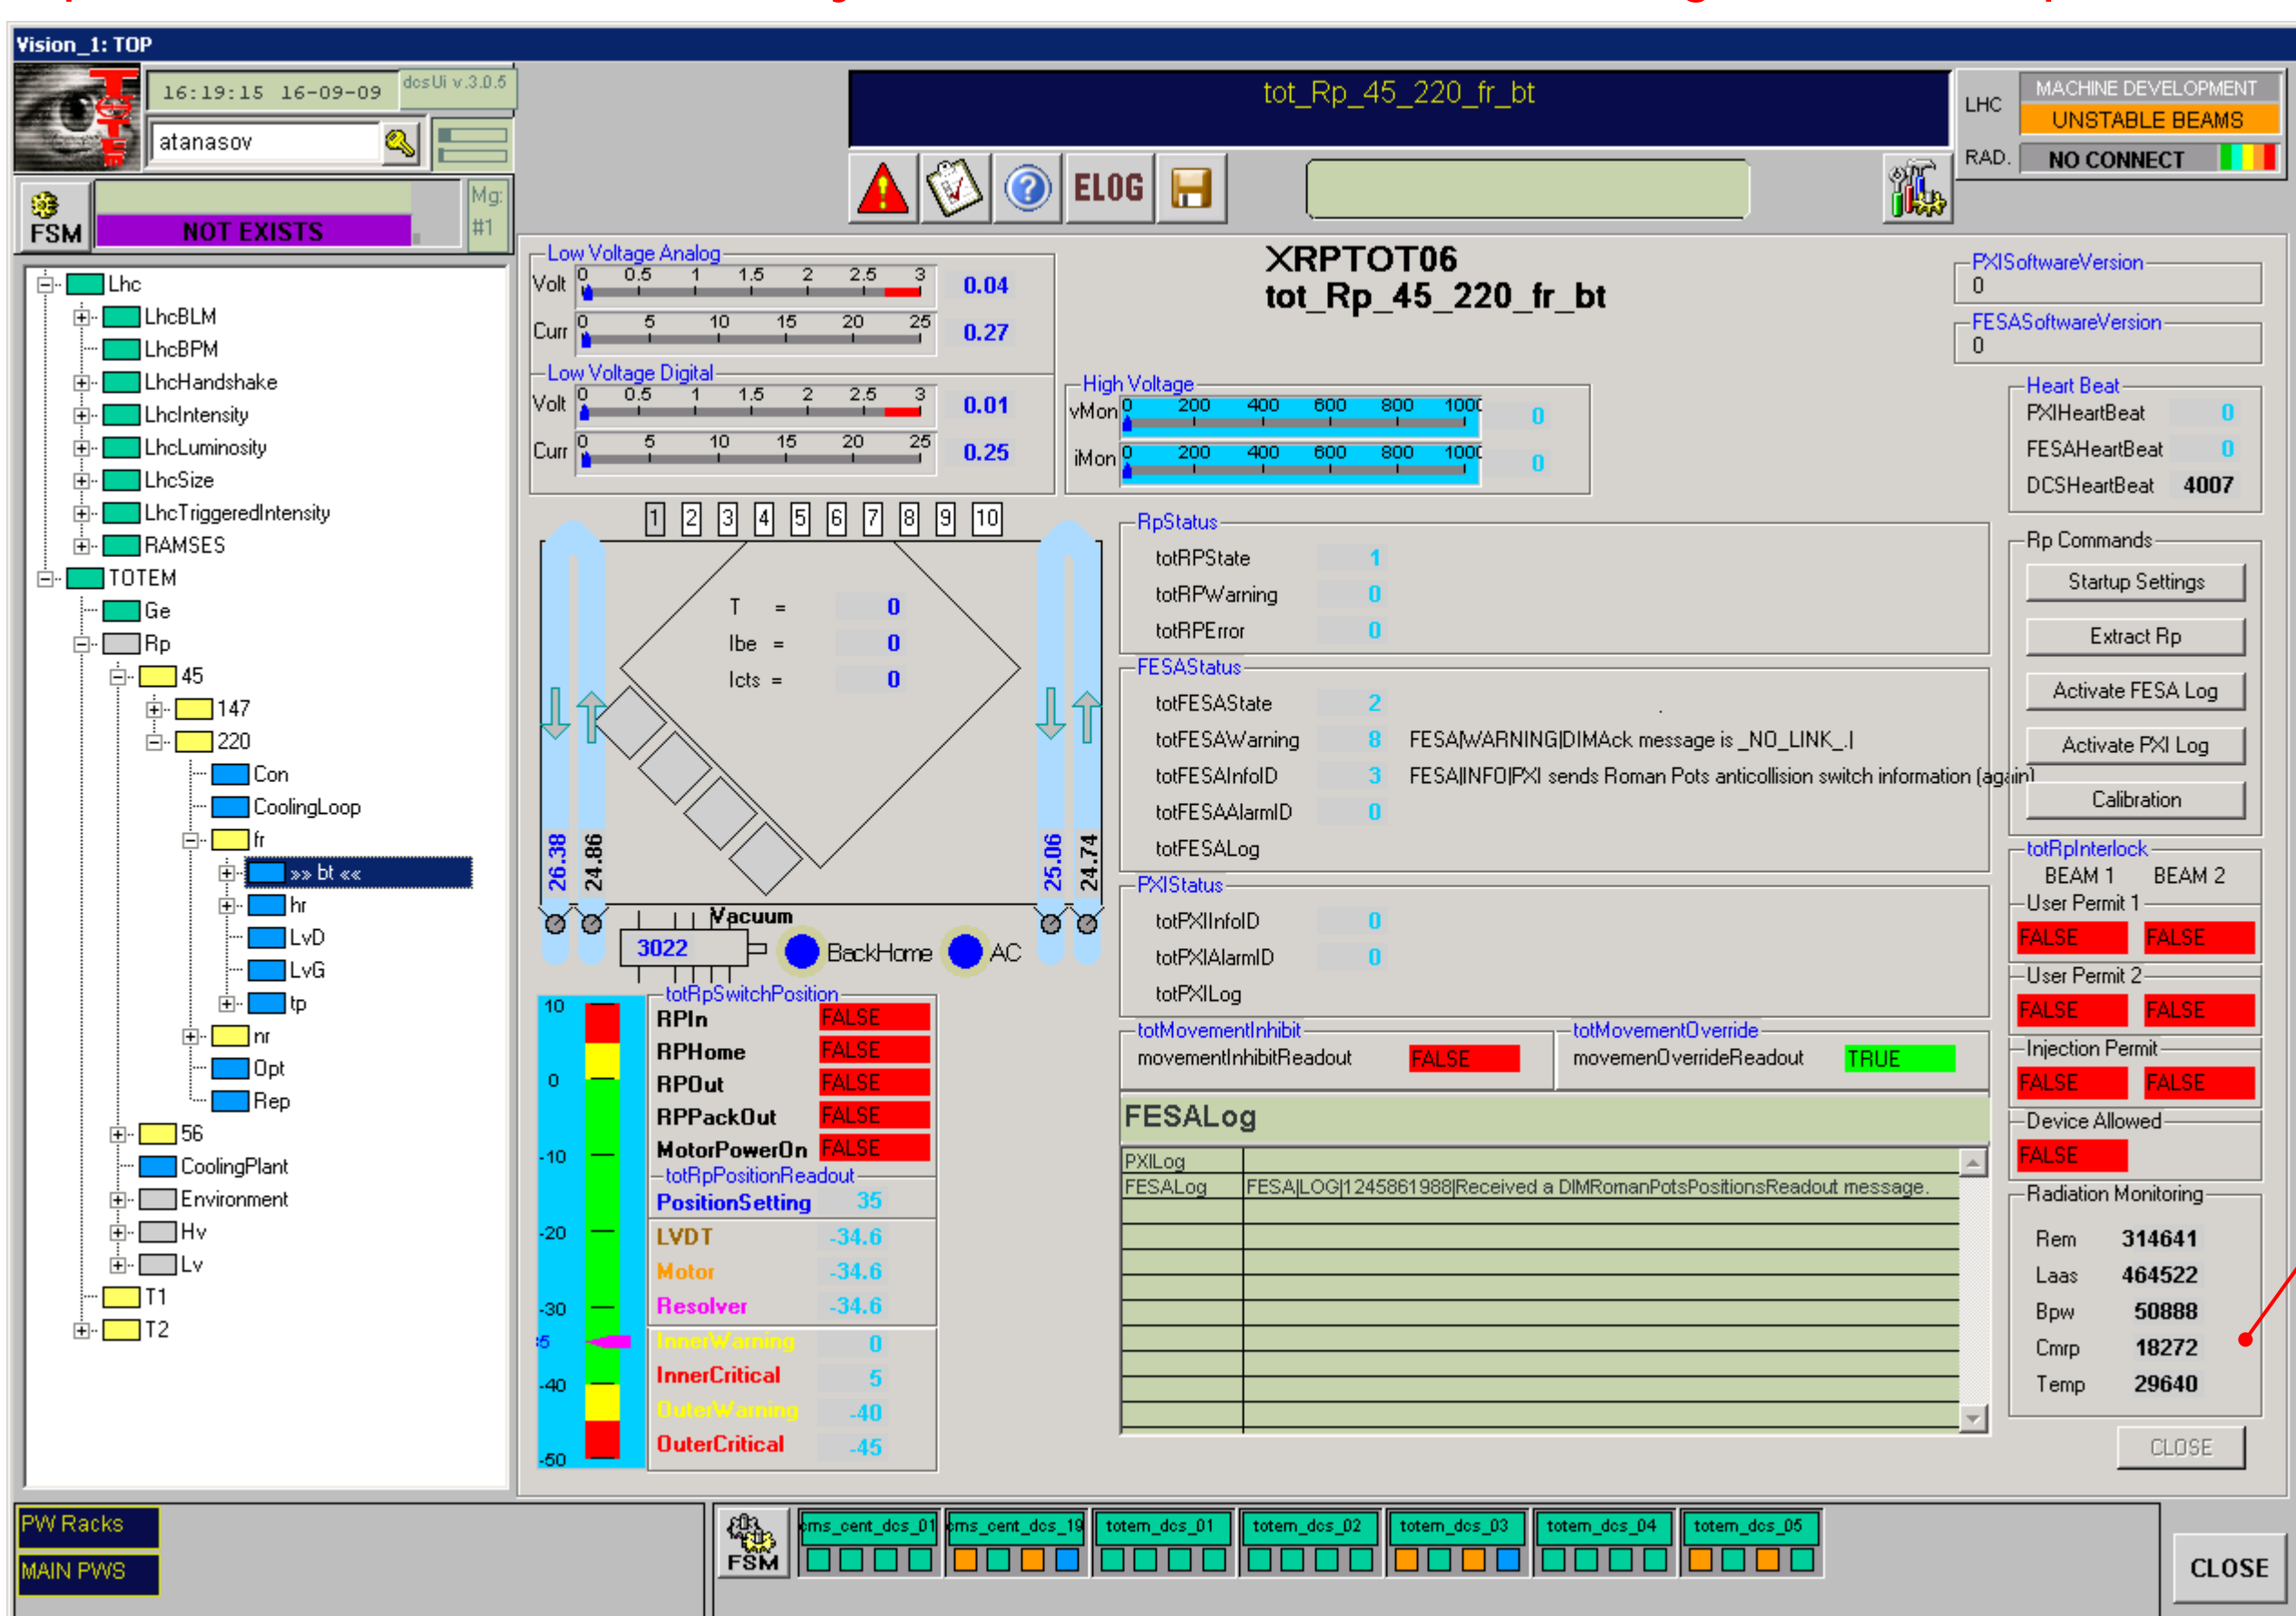 Vision_1: TOP
16:19:15 16-09-09
dcsUi v.3.0.5
atanasov
tot_Rp_45_220_fr_bt
LHC
MACHINE DEVELOPMENT
UNSTABLE BEAMS
RAD.
NO CONNECT
ELOG
FSM
NOT EXISTS
Mg:
#1
Lhc
LhcBLM
LhcBPM
LhcHandshake
LhcIntensity
LhcLuminosity
LhcSize
LhcTriggeredIntensity
RAMSES
TOTEM
Ge
Rp
45
147
220
Con
CoolingLoop
fr
»» bt ««
hr
LvD
LvG
tp
nr
Opt
Rep
56
CoolingPlant
Environment
Hv
Lv
T1
T2
Low Voltage Analog
Volt 0 0.5 1 1.5 2 2.5 3 0.04
Curr 0 5 10 15 20 25 0.27
Low Voltage Digital
Volt 0 0.5 1 1.5 2 2.5 3 0.01
Curr 0 5 10 15 20 25 0.25
XRPTOT06
tot_Rp_45_220_fr_bt
High Voltage
vMon 0 200 400 600 800 1000 0
iMon 0 200 400 600 800 1000 0
PXISoftwareVersion
0
FESASoftwareVersion
0
Heart Beat
PXIHeartBeat 0
FESAHeartBeat 0
DCSHeartBeat 4007
1 2 3 4 5 6 7 8 9 10
T = 0
Ibe = 0
Icts = 0
26.38
24.86
25.06
24.74
Vacuum
3022
BackHome
AC
10
0
-10
-20
-30
-40
-50
totRpSwitchPosition
RPIn FALSE
RPHome FALSE
RPOut FALSE
RPPackOut FALSE
MotorPowerOn FALSE
totRpPositionReadout
PositionSetting 35
LVDT -34.6
Motor -34.6
Resolver -34.6
InnerWarning 0
InnerCritical 5
OuterWarning -40
OuterCritical -45
RpStatus
totRPState 1
totRPWarning 0
totRPError 0
FESAStatus
totFESAState 2
totFESAWarning 8 FESA|WARNING|DIMAck message is _NO_LINK_.|
totFESAInfoID 3 FESA|INFO|PXI sends Roman Pots anticollision switch information (again)
totFESAAlarmID 0
totFESALog
PXIStatus
totPXIInfoID 0
totPXIAlarmID 0
totPXILog
totMovementInhibit
movementInhibitReadout FALSE
totMovementOverride
movemenOverrideReadout TRUE
FESALog
PXILog
FESALog FESA|LOG|1245861988|Received a DIMRomanPotsPositionsReadout message.
Rp Commands
Startup Settings
Extract Rp
Activate FESA Log
Activate PXI Log
Calibration
totRpInterlock
BEAM 1 BEAM 2
User Permit 1
FALSE FALSE
User Permit 2
FALSE FALSE
Injection Permit
FALSE FALSE
Device Allowed
FALSE
Radiation Monitoring
Rem 314641
Laas 464522
Bpw 50888
Cmrp 18272
Temp 29640
CLOSE
PW Racks
MAIN PWS
FSM
cms_cent_dcs_01
cms_cent_dcs_19
totem_dcs_01
totem_dcs_02
totem_dcs_03
totem_dcs_04
totem_dcs_05
CLOSE